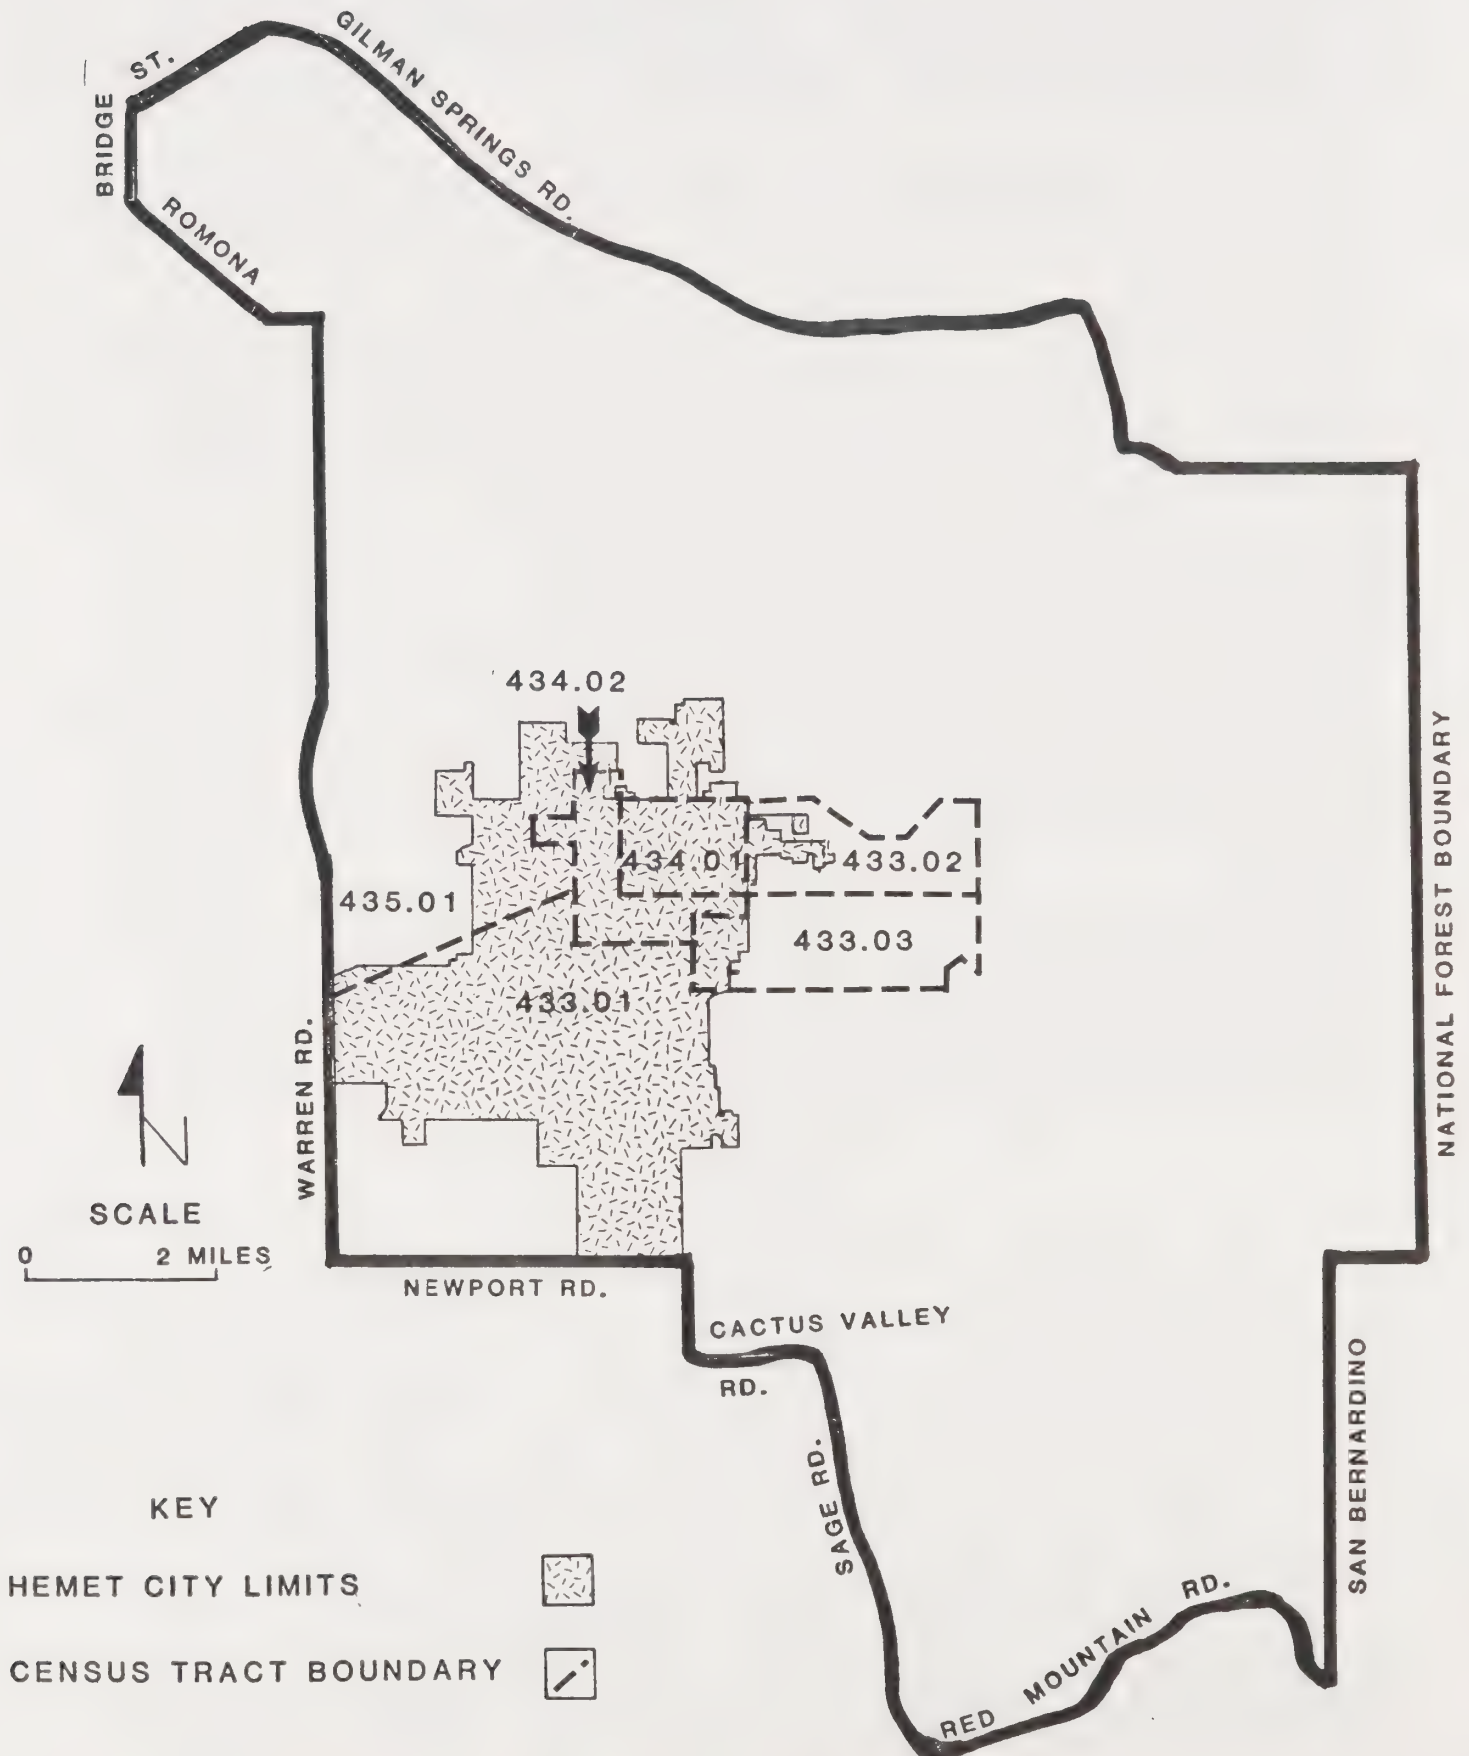 BRIDGE ST.
GILMAN SPRINGS RD.
ROMONA
434.02
434.01
433.02
435.01
433.03
433.01
WARREN RD.
NATIONAL FOREST BOUNDARY
SCALE
0 2 MILES
NEWPORT RD.
CACTUS VALLEY
RD.
SAGE RD.
SAN BERNARDINO
RED MOUNTAIN RD.
KEY
HEMET CITY LIMITS
CENSUS TRACT BOUNDARY
N